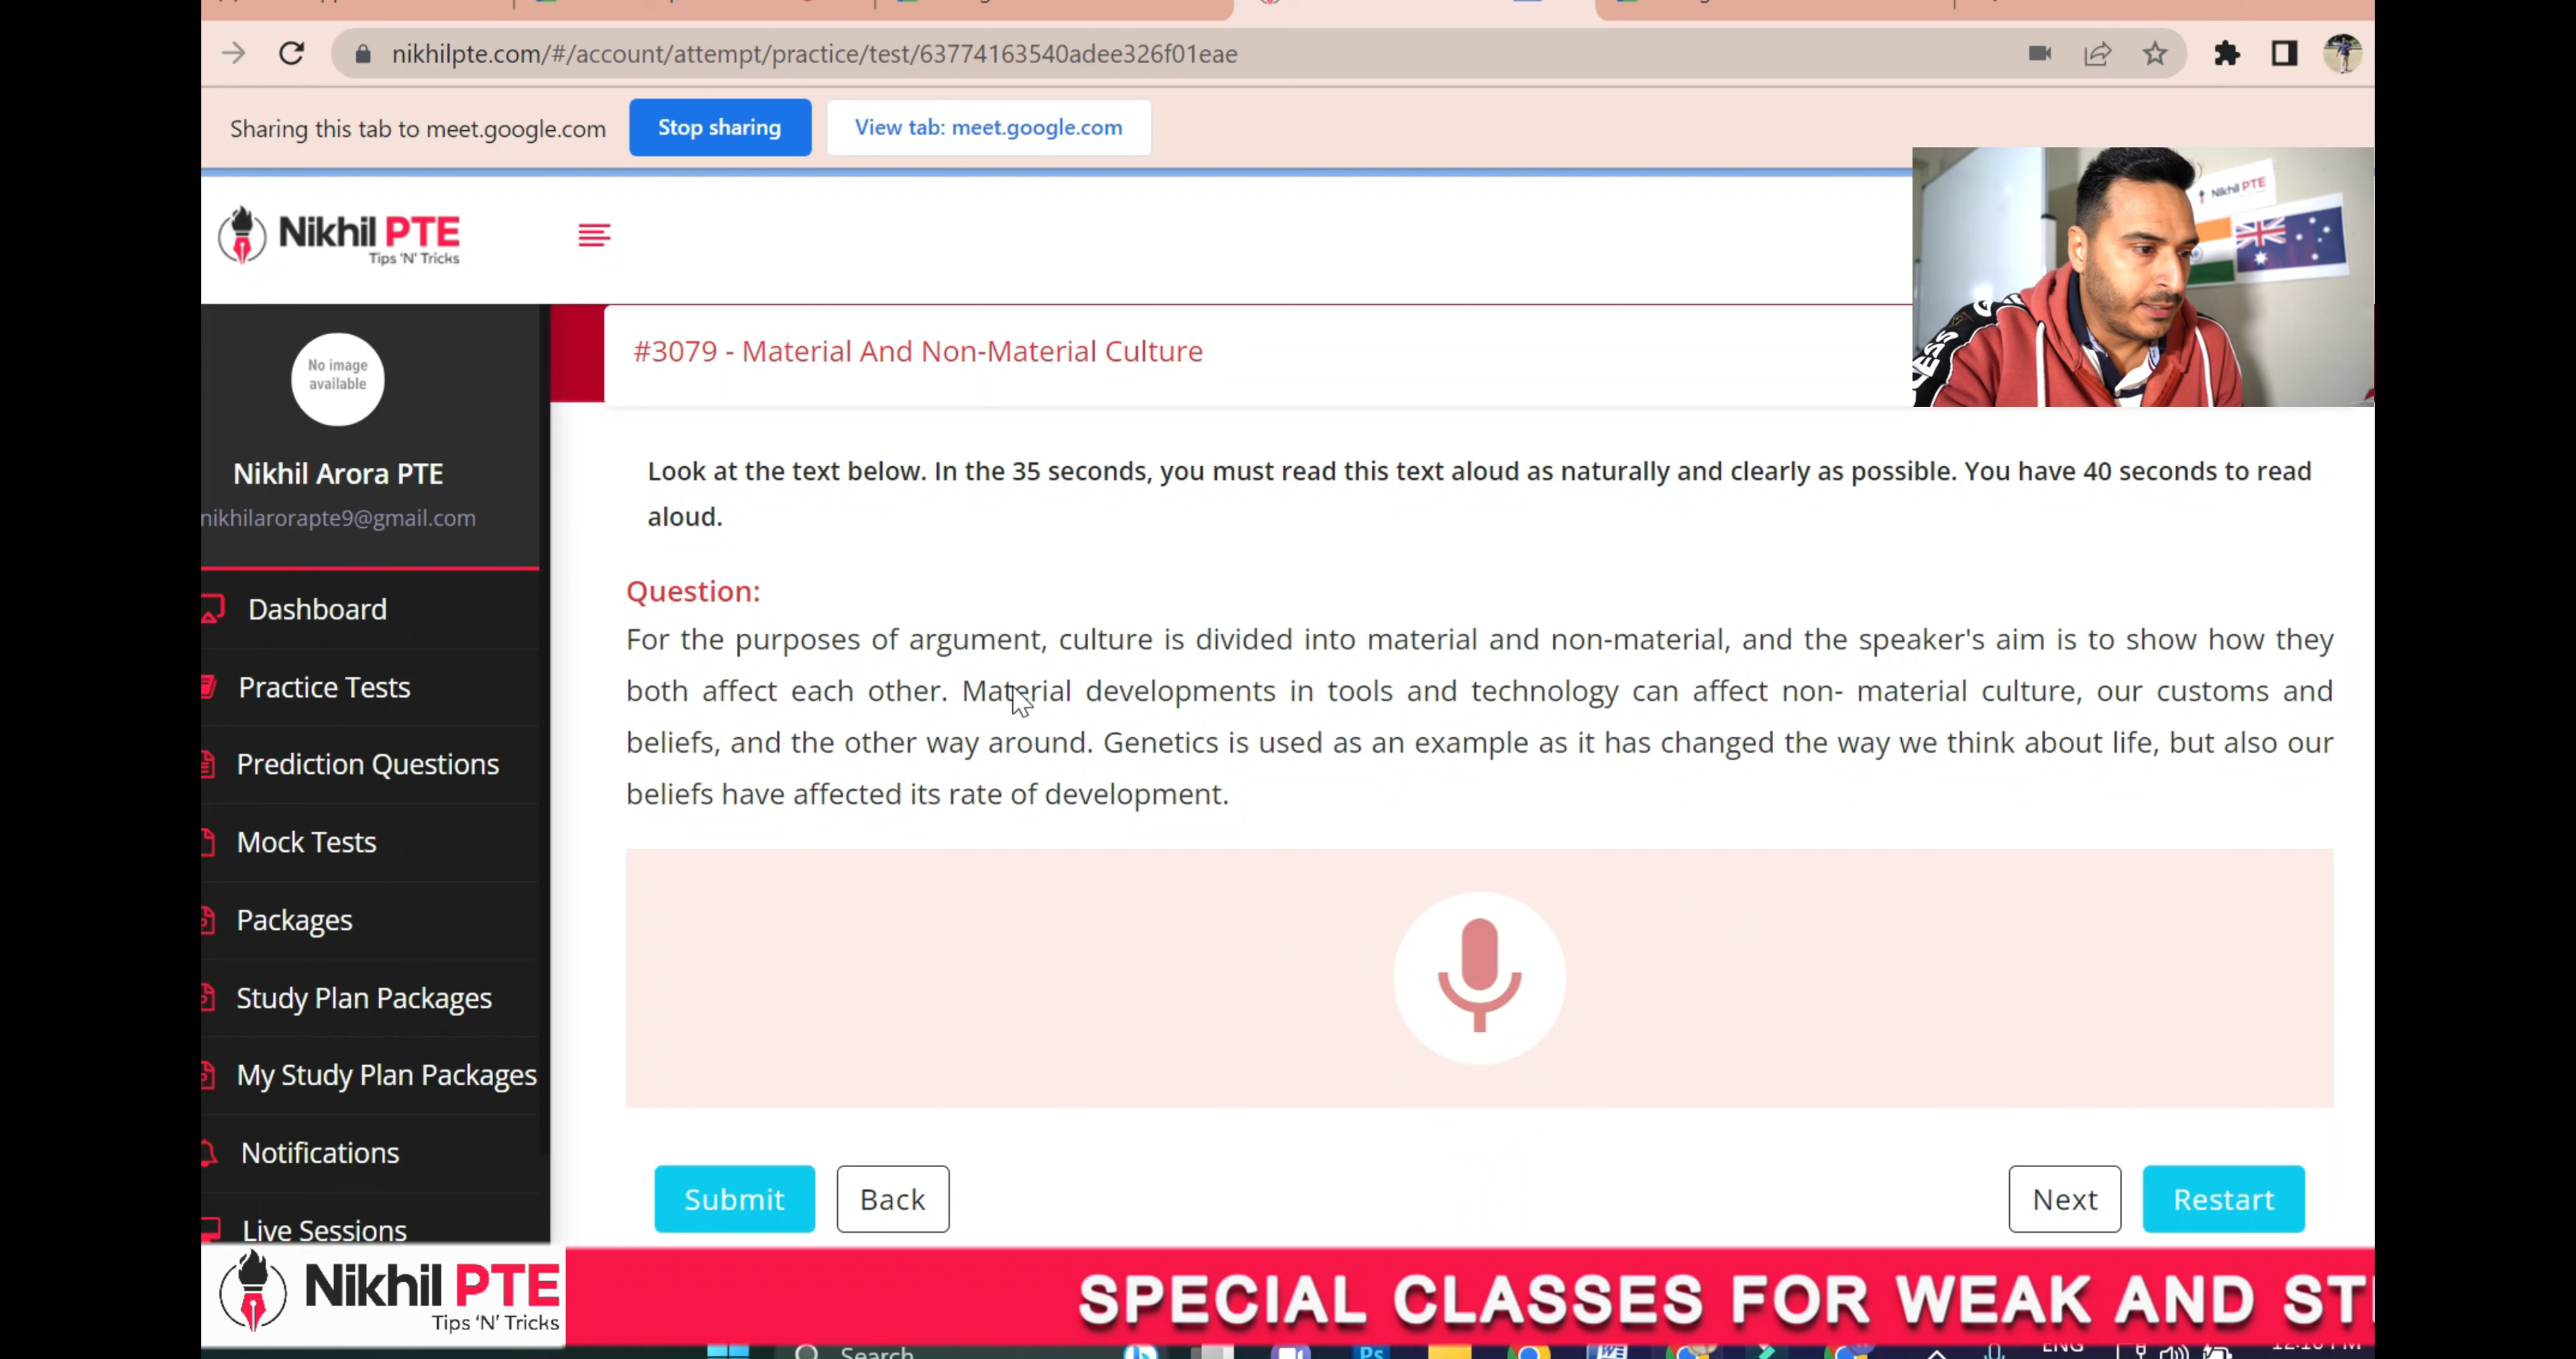 nikhilpte.com/#/account/attempt/practice/test/63774163540adee326f01eae
Sharing this tab to meet.google.com
Stop sharing
View tab: meet.google.com
Nikhil PTE
Nikhil PTE
Tips 'N' Tricks
#3079 - Material And Non-Material Culture
No image
available
Nikhil Arora PTE
nikhilarorapte9@gmail.com
Dashboard
Practice Tests
Prediction Questions
Mock Tests
Packages
Study Plan Packages
My Study Plan Packages
Notifications
Live Sessions
Look at the text below. In the 35 seconds, you must read this text aloud as naturally and clearly as possible. You have 40 seconds to read
aloud.
Question:
For the purposes of argument, culture is divided into material and non-material, and the speaker's aim is to show how they
both affect each other. Material developments in tools and technology can affect non- material culture, our customs and
beliefs, and the other way around. Genetics is used as an example as it has changed the way we think about life, but also our
beliefs have affected its rate of development.
Submit
Back
Next
Restart
Nikhil PTE
Tips 'N' Tricks
SPECIAL CLASSES FOR WEAK AND ST
Search
Ps
ENG